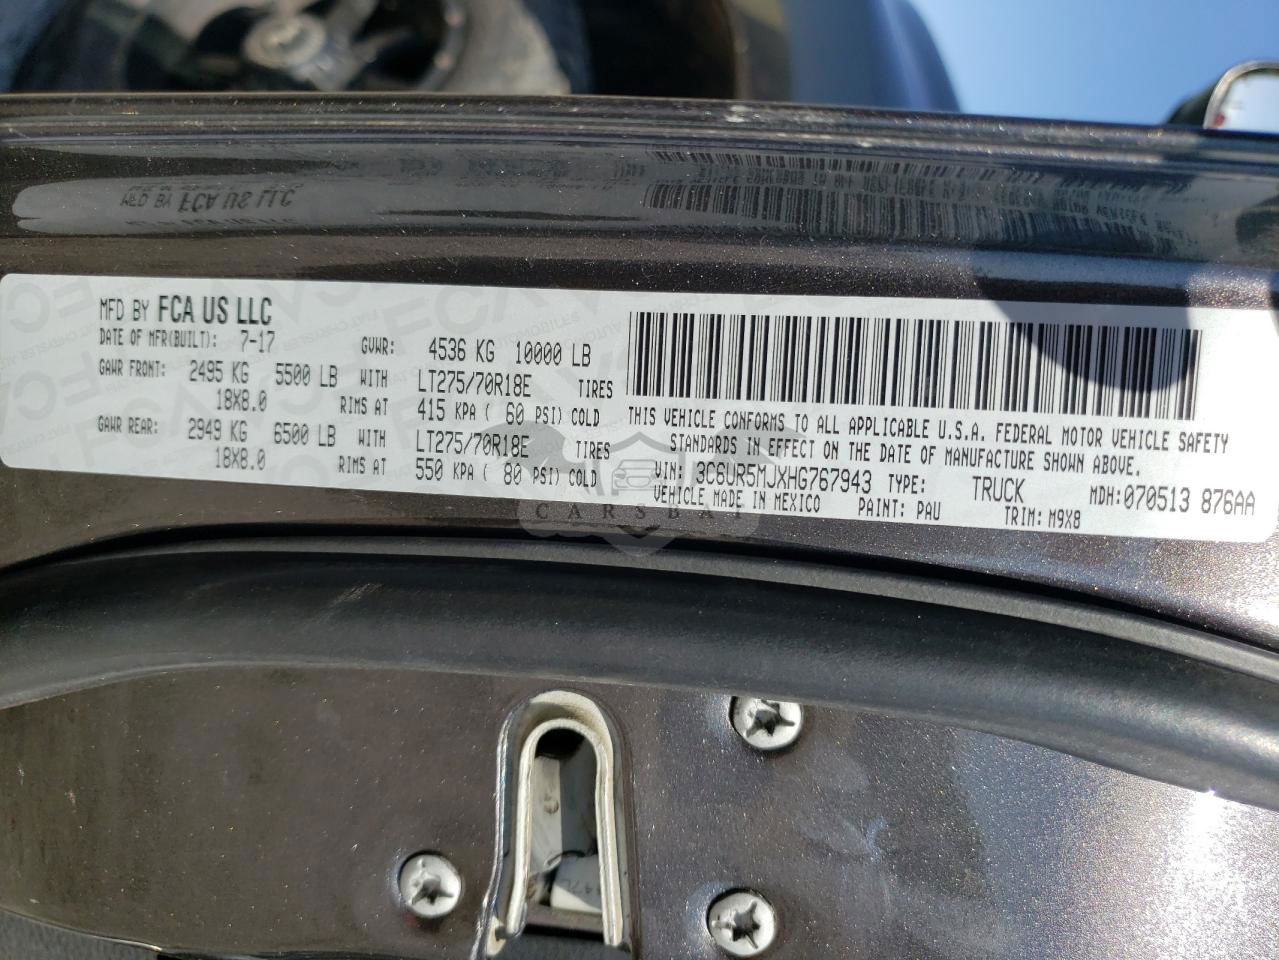 MFD BY FCA US LLC
DATE OF MFR(BUILT): 7-17 GVWR: 4536 KG 10000 LB
GAWR FRONT: 2495 KG 5500 LB WITH LT275/70R18E TIRES
18X8.0 RIMS AT 415 KPA ( 60 PSI) COLD
GAWR REAR: 2949 KG 6500 LB WITH LT275/70R18E TIRES
18X8.0 RIMS AT 550 KPA ( 80 PSI) COLD
THIS VEHICLE CONFORMS TO ALL APPLICABLE U.S.A. FEDERAL MOTOR VEHICLE SAFETY
STANDARDS IN EFFECT ON THE DATE OF MANUFACTURE SHOWN ABOVE.
VIN: 3C6UR5MJXHG767943 TYPE: TRUCK MDH: 070513 876AA
VEHICLE MADE IN MEXICO PAINT: PAU TRIM: M9X8
CARSBAT